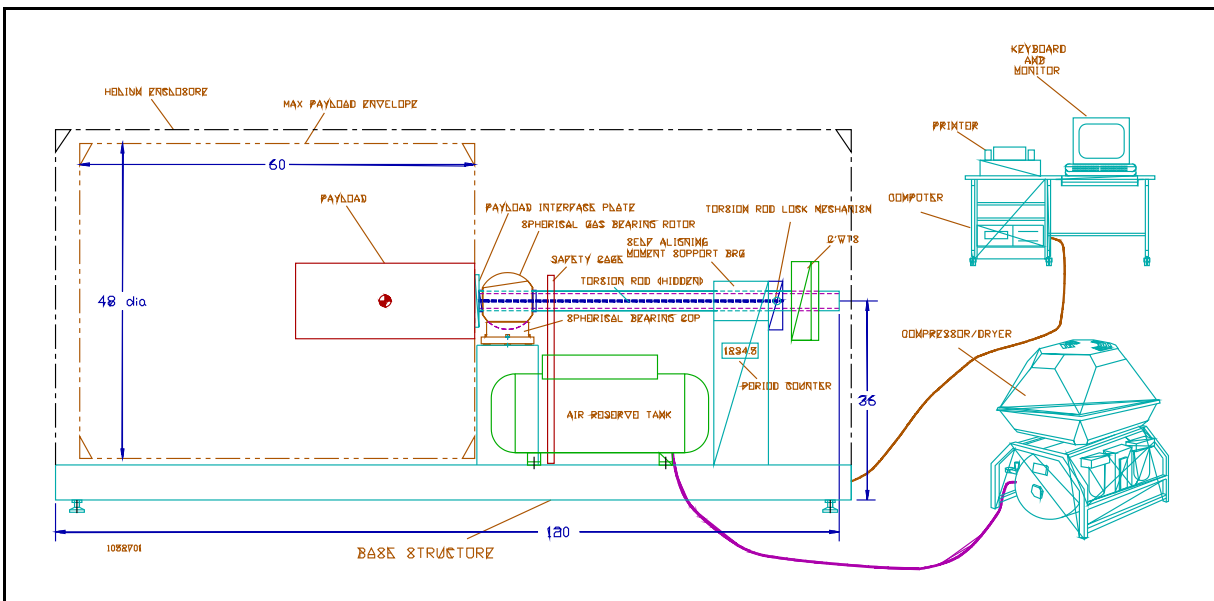 KEYBOARD
AND
MONITOR
HELIUM ENCLOSURE
MAX PAYLOAD ENVELOPE
PRINTER
60
PAYLOAD
PAYLOAD INTERFACE PLATE
TORSION ROD LOCK MECHANISM
COMPUTER
SPHERICAL GAS BEARING ROTOR
SELF ALIGNING
MOMENT SUPPORT BRG
C'WTS
SAFETY CAGE
TORSION ROD (HIDDEN)
48 dia
SPHERICAL BEARING CUP
COMPRESSOR/DRYER
12345
PERIOD COUNTER
36
AIR RESERVE TANK
120
BASE STRUCTURE